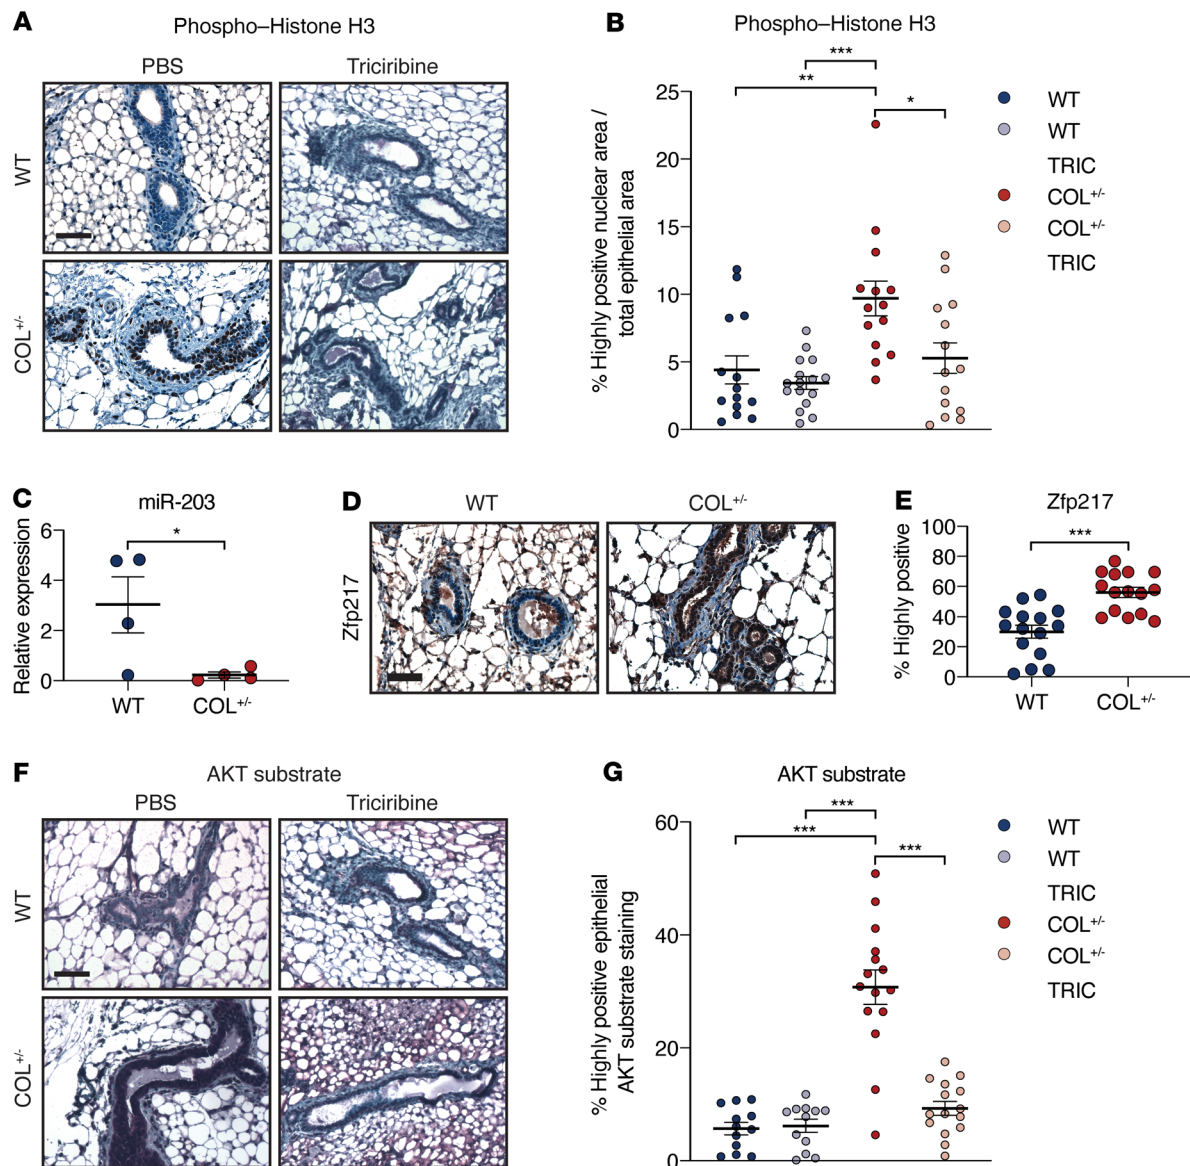 A
Phospho–Histone H3
PBS
Triciribine
WT
COL+/-
B
Phospho–Histone H3
***
**
*
% Highly positive nuclear area /
total epithelial area
25
20
15
10
5
0
WT
WT
TRIC
COL+/-
COL+/-
TRIC
C
miR-203
*
Relative expression
6
4
2
0
WT
COL+/-
D
WT
COL+/-
Zfp217
E
Zfp217
***
% Highly positive
100
80
60
40
20
0
WT
COL+/-
F
AKT substrate
PBS
Triciribine
WT
COL+/-
G
AKT substrate
***
***
***
% Highly positive epithelial
AKT substrate staining
60
40
20
0
WT
WT
TRIC
COL+/-
COL+/-
TRIC